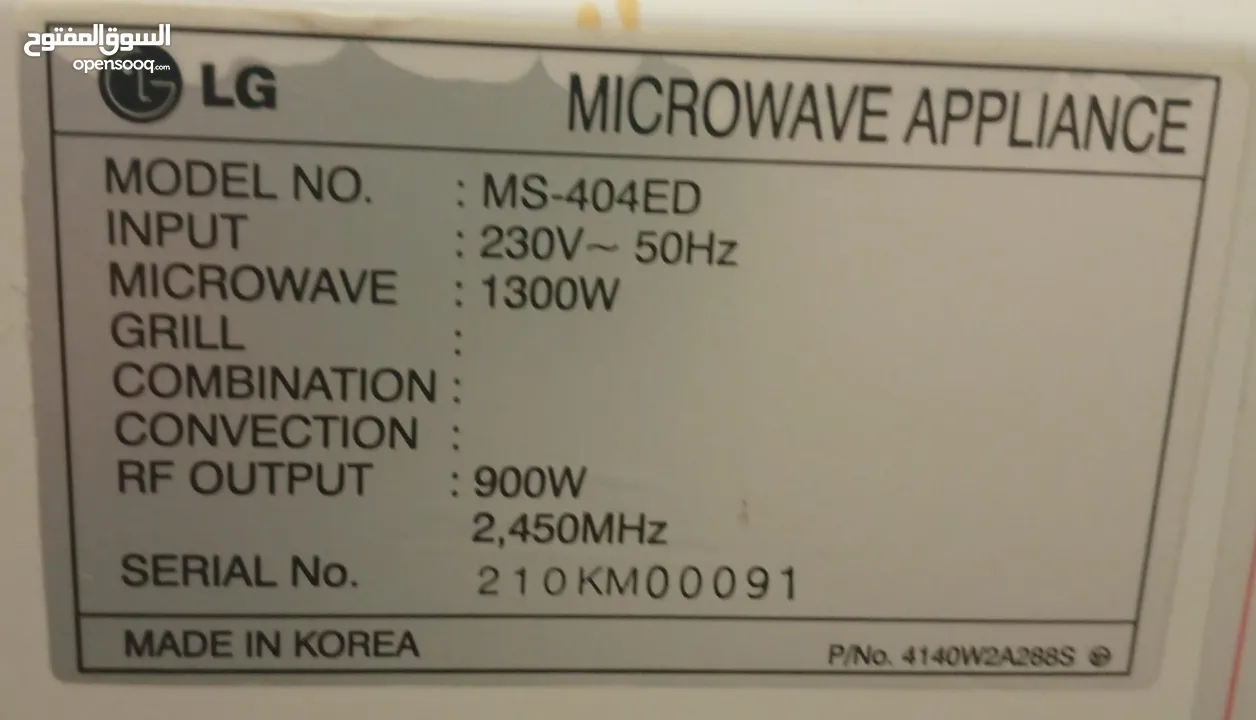 السوق المفتوح
opensooq.com
LG MICROWAVE APPLIANCE
MODEL NO. : MS-404ED
INPUT : 230V~ 50Hz
MICROWAVE : 1300W
GRILL :
COMBINATION :
CONVECTION :
RF OUTPUT : 900W
2,450MHz
SERIAL No. 210KM00091
MADE IN KOREA P/No. 4140W2A288S